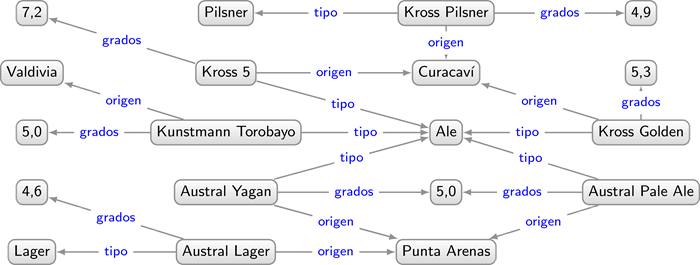 7,2 Pilsner tipo Kross Pilsner grados 4,9
grados origen
Valdivia Kross 5 origen Curacaví 5,3
origen tipo origen grados
5,0 grados Kunstmann Torobayo tipo Ale tipo Kross Golden
tipo tipo
4,6 Austral Yagan grados 5,0 grados Austral Pale Ale
grados origen origen
Lager tipo Austral Lager origen Punta Arenas